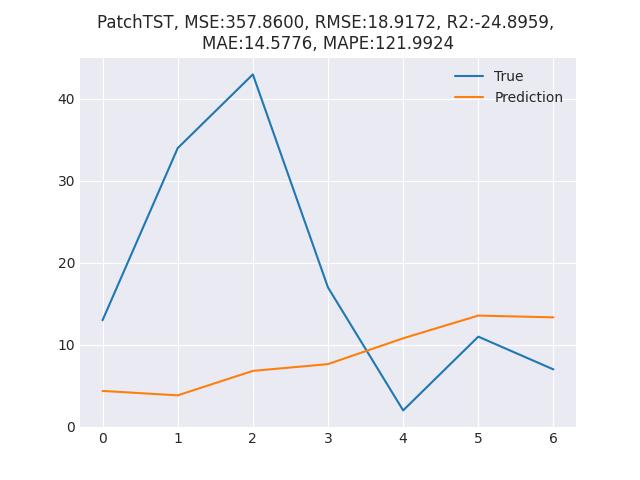 PatchTST, MSE:357.8600, RMSE:18.9172, R2:-24.8959,
MAE:14.5776, MAPE:121.9924
True
Prediction
40
30
20
10
0
0 1 2 3 4 5 6